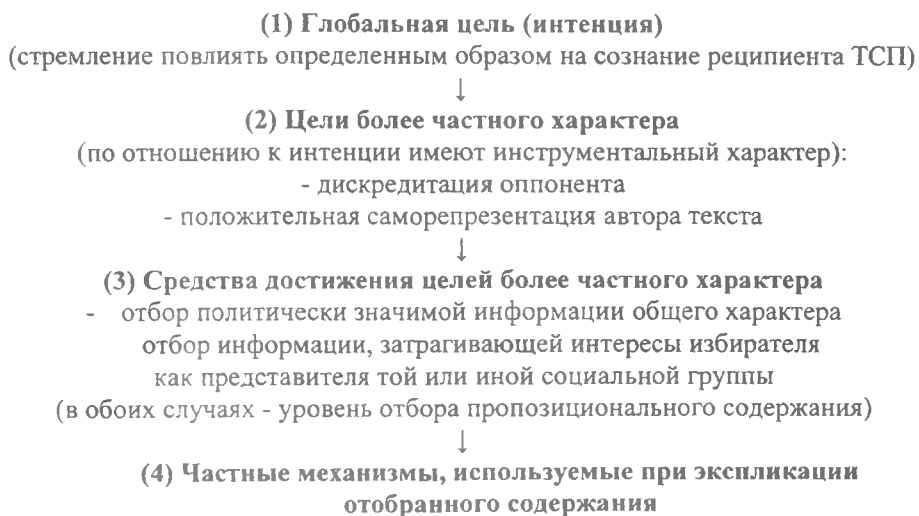 (1) Глобальная цель (интенция)
(стремление повлиять определенным образом на сознание реципиента ТСП)
↓
(2) Цели более частного характера
(по отношению к интенции имеют инструментальный характер):
- дискредитация оппонента
- положительная саморепрезентация автора текста
↓
(3) Средства достижения целей более частного характера
- отбор политически значимой информации общего характера
отбор информации, затрагивающей интересы избирателя
как представителя той или иной социальной группы
(в обоих случаях - уровень отбора пропозиционального содержания)
↓
(4) Частные механизмы, используемые при экспликации
отобранного содержания